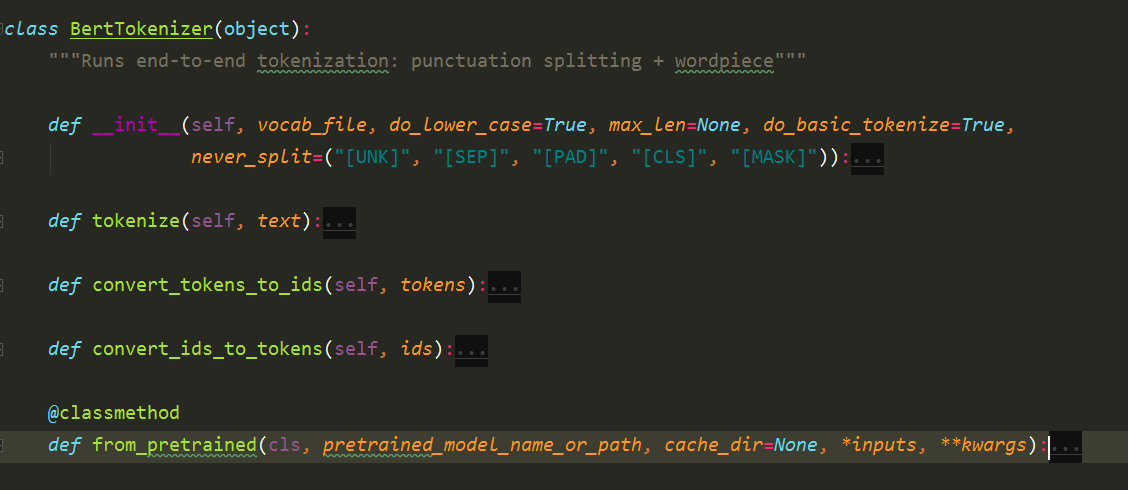 class BertTokenizer(object):
"""Runs end-to-end tokenization: punctuation splitting + wordpiece"""
def __init__(self, vocab_file, do_lower_case=True, max_len=None, do_basic_tokenize=True,
never_split=("[UNK]", "[SEP]", "[PAD]", "[CLS]", "[MASK]")):...
def tokenize(self, text):...
def convert_tokens_to_ids(self, tokens):...
def convert_ids_to_tokens(self, ids):...
@classmethod
def from_pretrained(cls, pretrained_model_name_or_path, cache_dir=None, *inputs, **kwargs):...